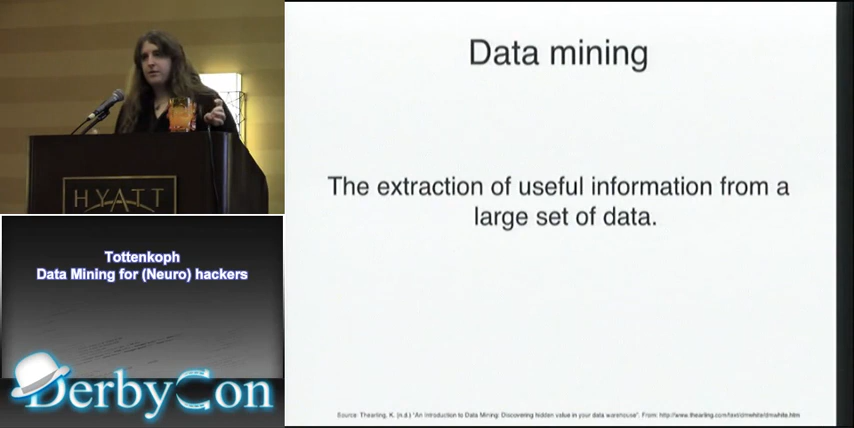 HYATT
Tottenkoph
Data Mining for (Neuro) hackers
DerbyCon
Data mining
The extraction of useful information from a
large set of data.
Source: Thearling, K. (n.d.) "An Introduction to Data Mining: Discovering hidden value in your data warehouse". From: http://www.thearling.com/text/dmwhite/dmwhite.htm